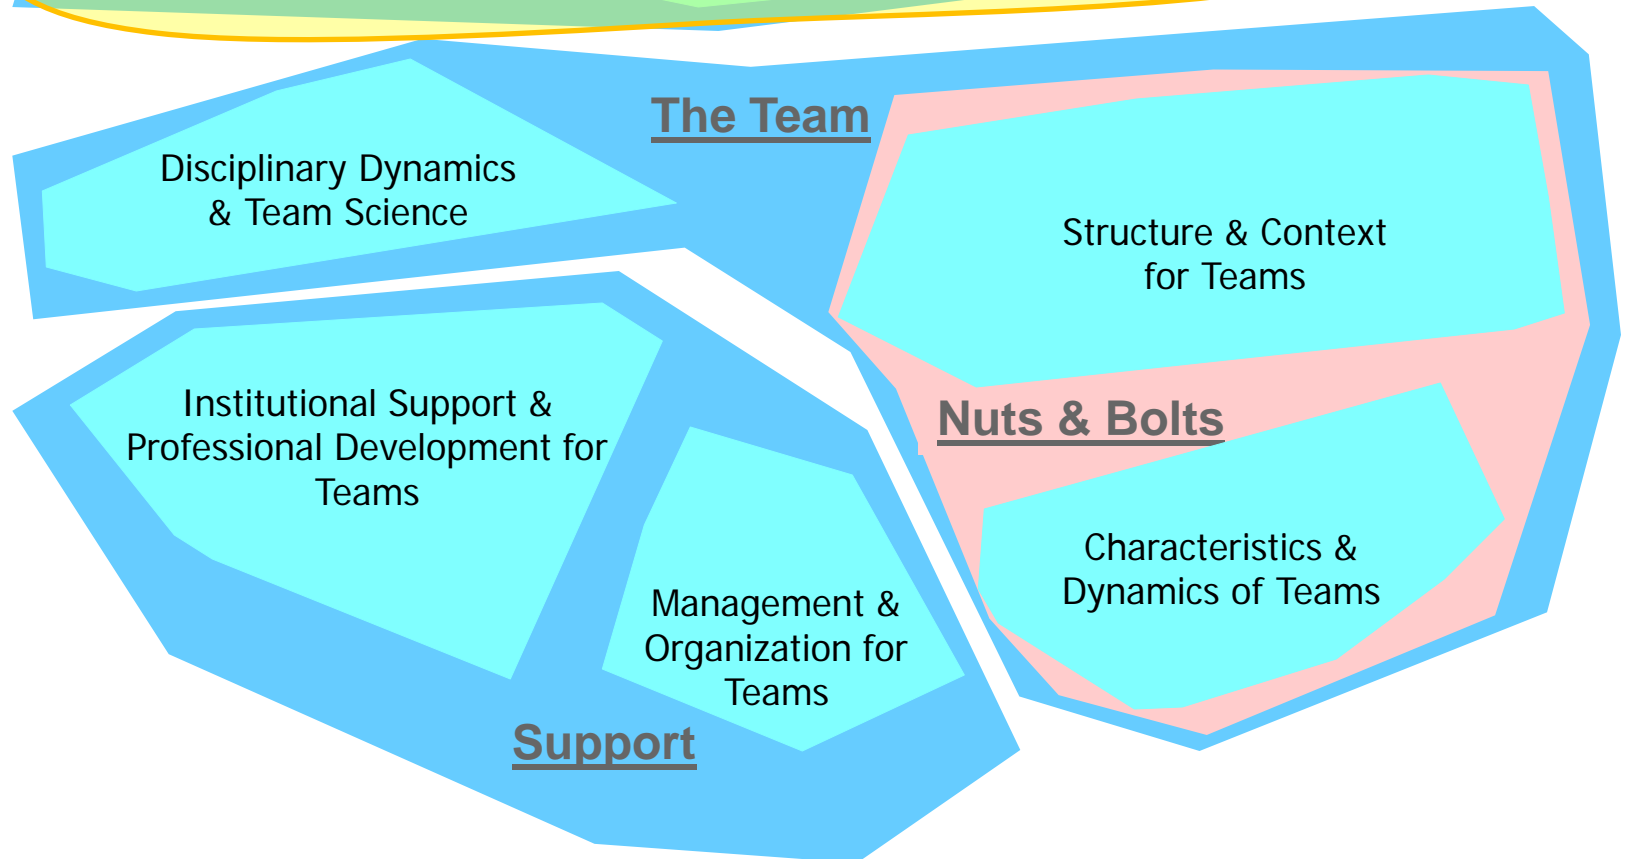 The Team
Disciplinary Dynamics
& Team Science
Structure & Context
for Teams
Institutional Support &
Professional Development for
Teams
Nuts & Bolts
Characteristics &
Dynamics of Teams
Management &
Organization for
Teams
Support